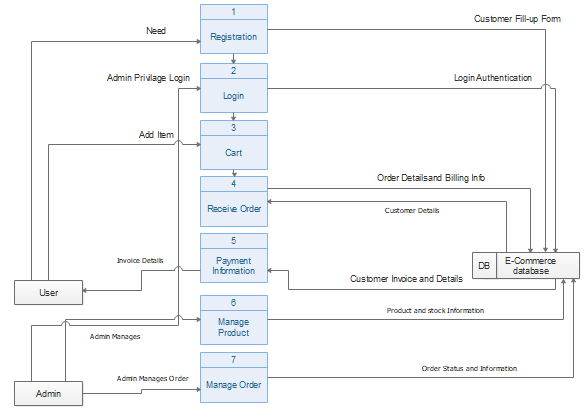 1
Customer Fill-up Form
Need
Registration
2
Admin Privilage Login
Login Authentication
Login
3
Add Item
Cart
4
Order Detailsand Billing Info
Receive Order
Customer Details
5
Invoice Details
Payment
Information
DB
E-Commerce
database
Customer Invoice and Details
User
6
Product and stock Information
Manage
Product
Admin Manages
7
Order Status and Information
Admin Manages Order
Manage Order
Admin